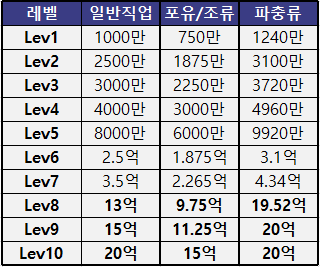 레벨 일반직업 포유/조류 파충류
Lev1 1000만 750만 1240만
Lev2 2500만 1875만 3100만
Lev3 3000만 2250만 3720만
Lev4 4000만 3000만 4960만
Lev5 8000만 6000만 9920만
Lev6 2.5억 1.875억 3.1억
Lev7 3.5억 2.265억 4.34억
Lev8 13억 9.75억 19.52억
Lev9 15억 11.25억 20억
Lev10 20억 15억 20억